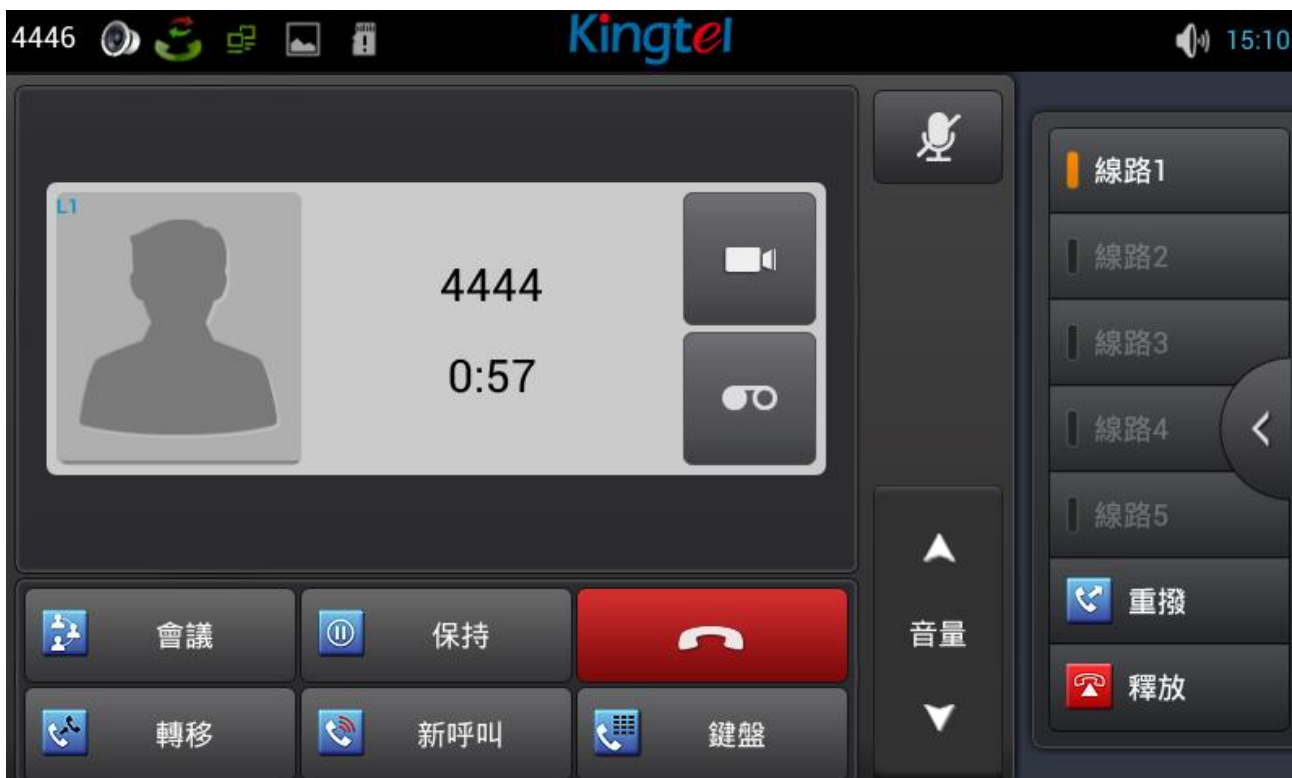 4446
Kingtel
15:10
L1
4444
0:57
線路1
線路2
線路3
線路4
線路5
重撥
釋放
音量
會議
保持
轉移
新呼叫
鍵盤